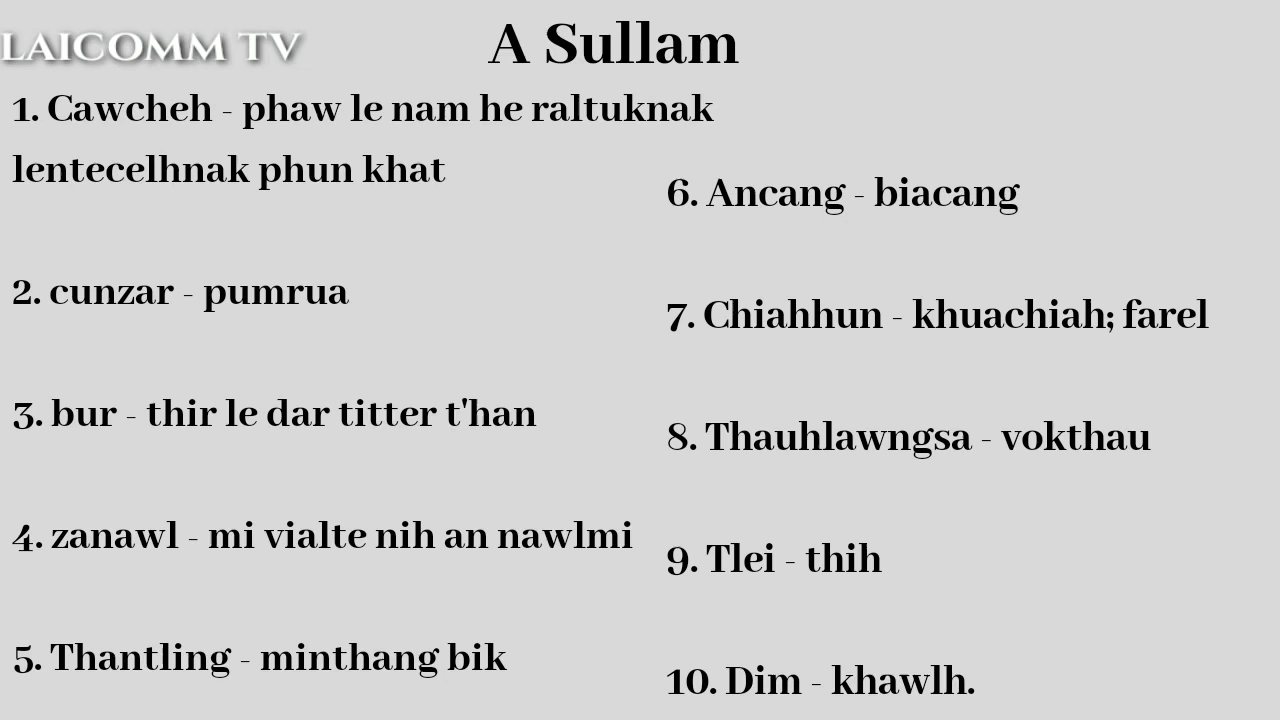 LAICOMM TV
A Sullam
1. Cawcheh - phaw le nam he raltuknak
lentecelhnak phun khat
2. cunzar - pumrua
3. bur - thir le dar titter t'han
4. zanawl - mi vialte nih an nawlmi
5. Thantling - minthang bik
6. Ancang - biacang
7. Chiahhun - khuachiah; farel
8. Thauhlawngsa - vokthau
9. Tlei - thih
10. Dim - khawlh.